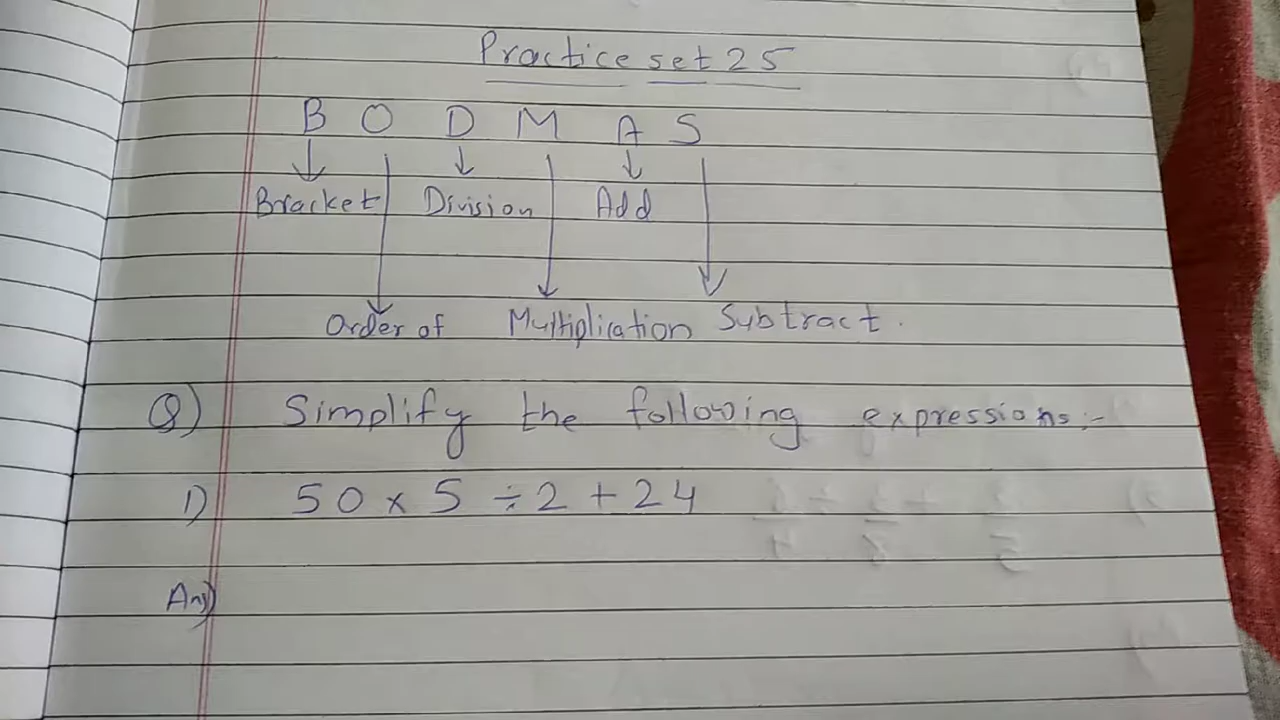 Practice set 25
B O D M A S
Bracket Division Add
Order of Multiplication Subtract.
Q) Simplify the following expressions:-
1) 50 × 5 ÷ 2 + 24
Ans)